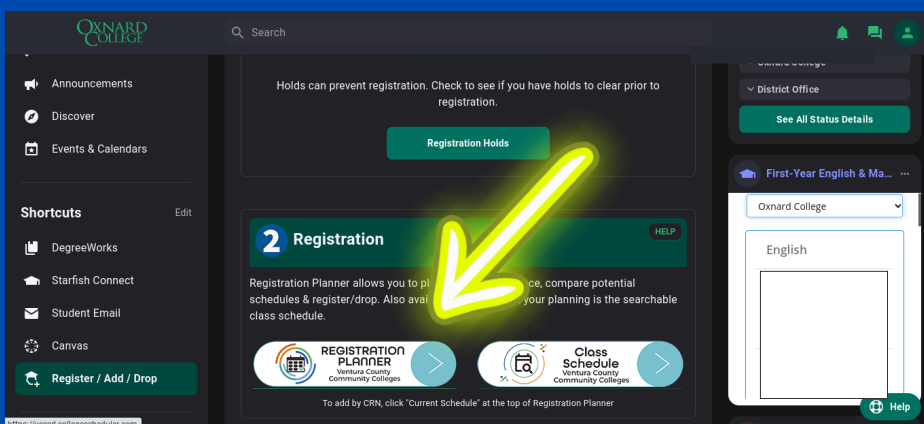 OXNARD
COLLEGE
Search
Announcements
Discover
Events & Calendars
Shortcuts
Edit
DegreeWorks
Starfish Connect
Student Email
Canvas
Register / Add / Drop
Holds can prevent registration. Check to see if you have holds to clear prior to
registration.
Registration Holds
2 Registration
HELP
Registration Planner allows you to pl ce, compare potential
schedules & register/drop. Also avai your planning is the searchable
class schedule.
REGISTRATION
PLANNER
Ventura County
Community Colleges
Class
Schedule
Ventura County
Community Colleges
To add by CRN, click "Current Schedule" at the top of Registration Planner
District Office
See All Status Details
First-Year English & Ma...
Oxnard College
English
Help